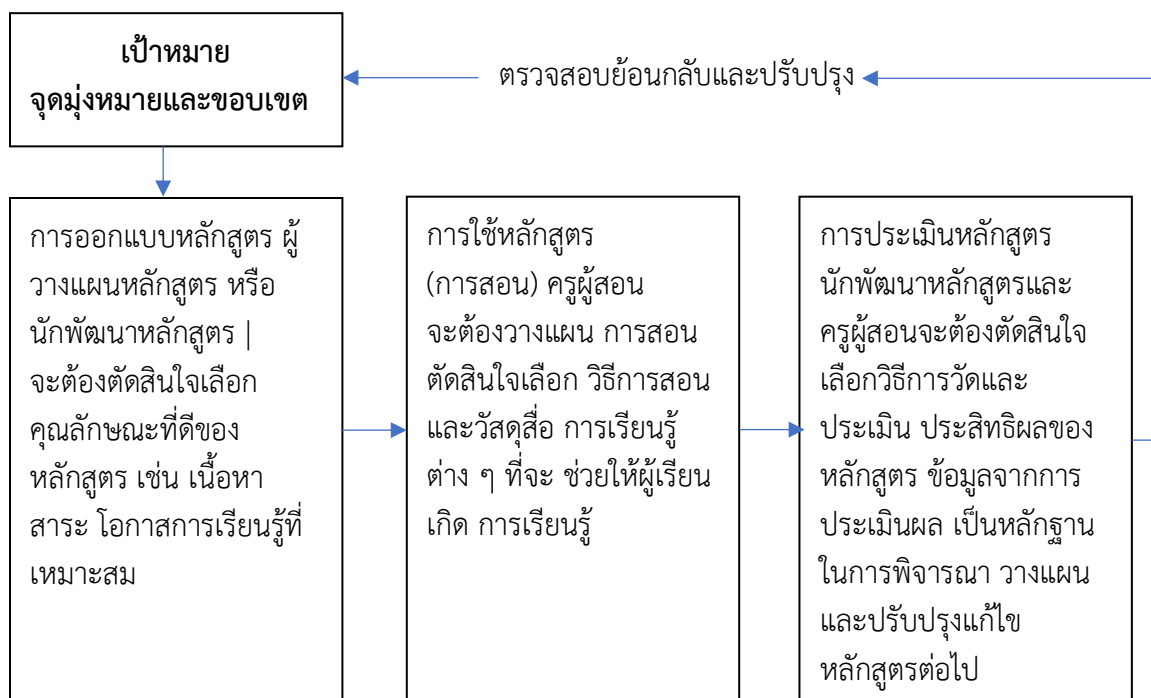 เป้าหมาย
จุดมุ่งหมายและขอบเขต
ตรวจสอบย้อนกลับและปรับปรุง
การออกแบบหลักสูตร ผู้
วางแผนหลักสูตร หรือ
นักพัฒนาหลักสูตร |
จะต้องตัดสินใจเลือก
คุณลักษณะที่ดีของ
หลักสูตร เช่น เนื้อหา
สาระ โอกาสการเรียนรู้ที่
เหมาะสม
การใช้หลักสูตร
(การสอน) ครูผู้สอน
จะต้องวางแผน การสอน
ตัดสินใจเลือก วิธีการสอน
และวัสดุสื่อ การเรียนรู้
ต่าง ๆ ที่จะ ช่วยให้ผู้เรียน
เกิด การเรียนรู้
การประเมินหลักสูตร
นักพัฒนาหลักสูตรและ
ครูผู้สอนจะต้องตัดสินใจ
เลือกวิธีการวัดและ
ประเมิน ประสิทธิผลของ
หลักสูตร ข้อมูลจากการ
ประเมินผล เป็นหลักฐาน
ในการพิจารณา วางแผน
และปรับปรุงแก้ไข
หลักสูตรต่อไป